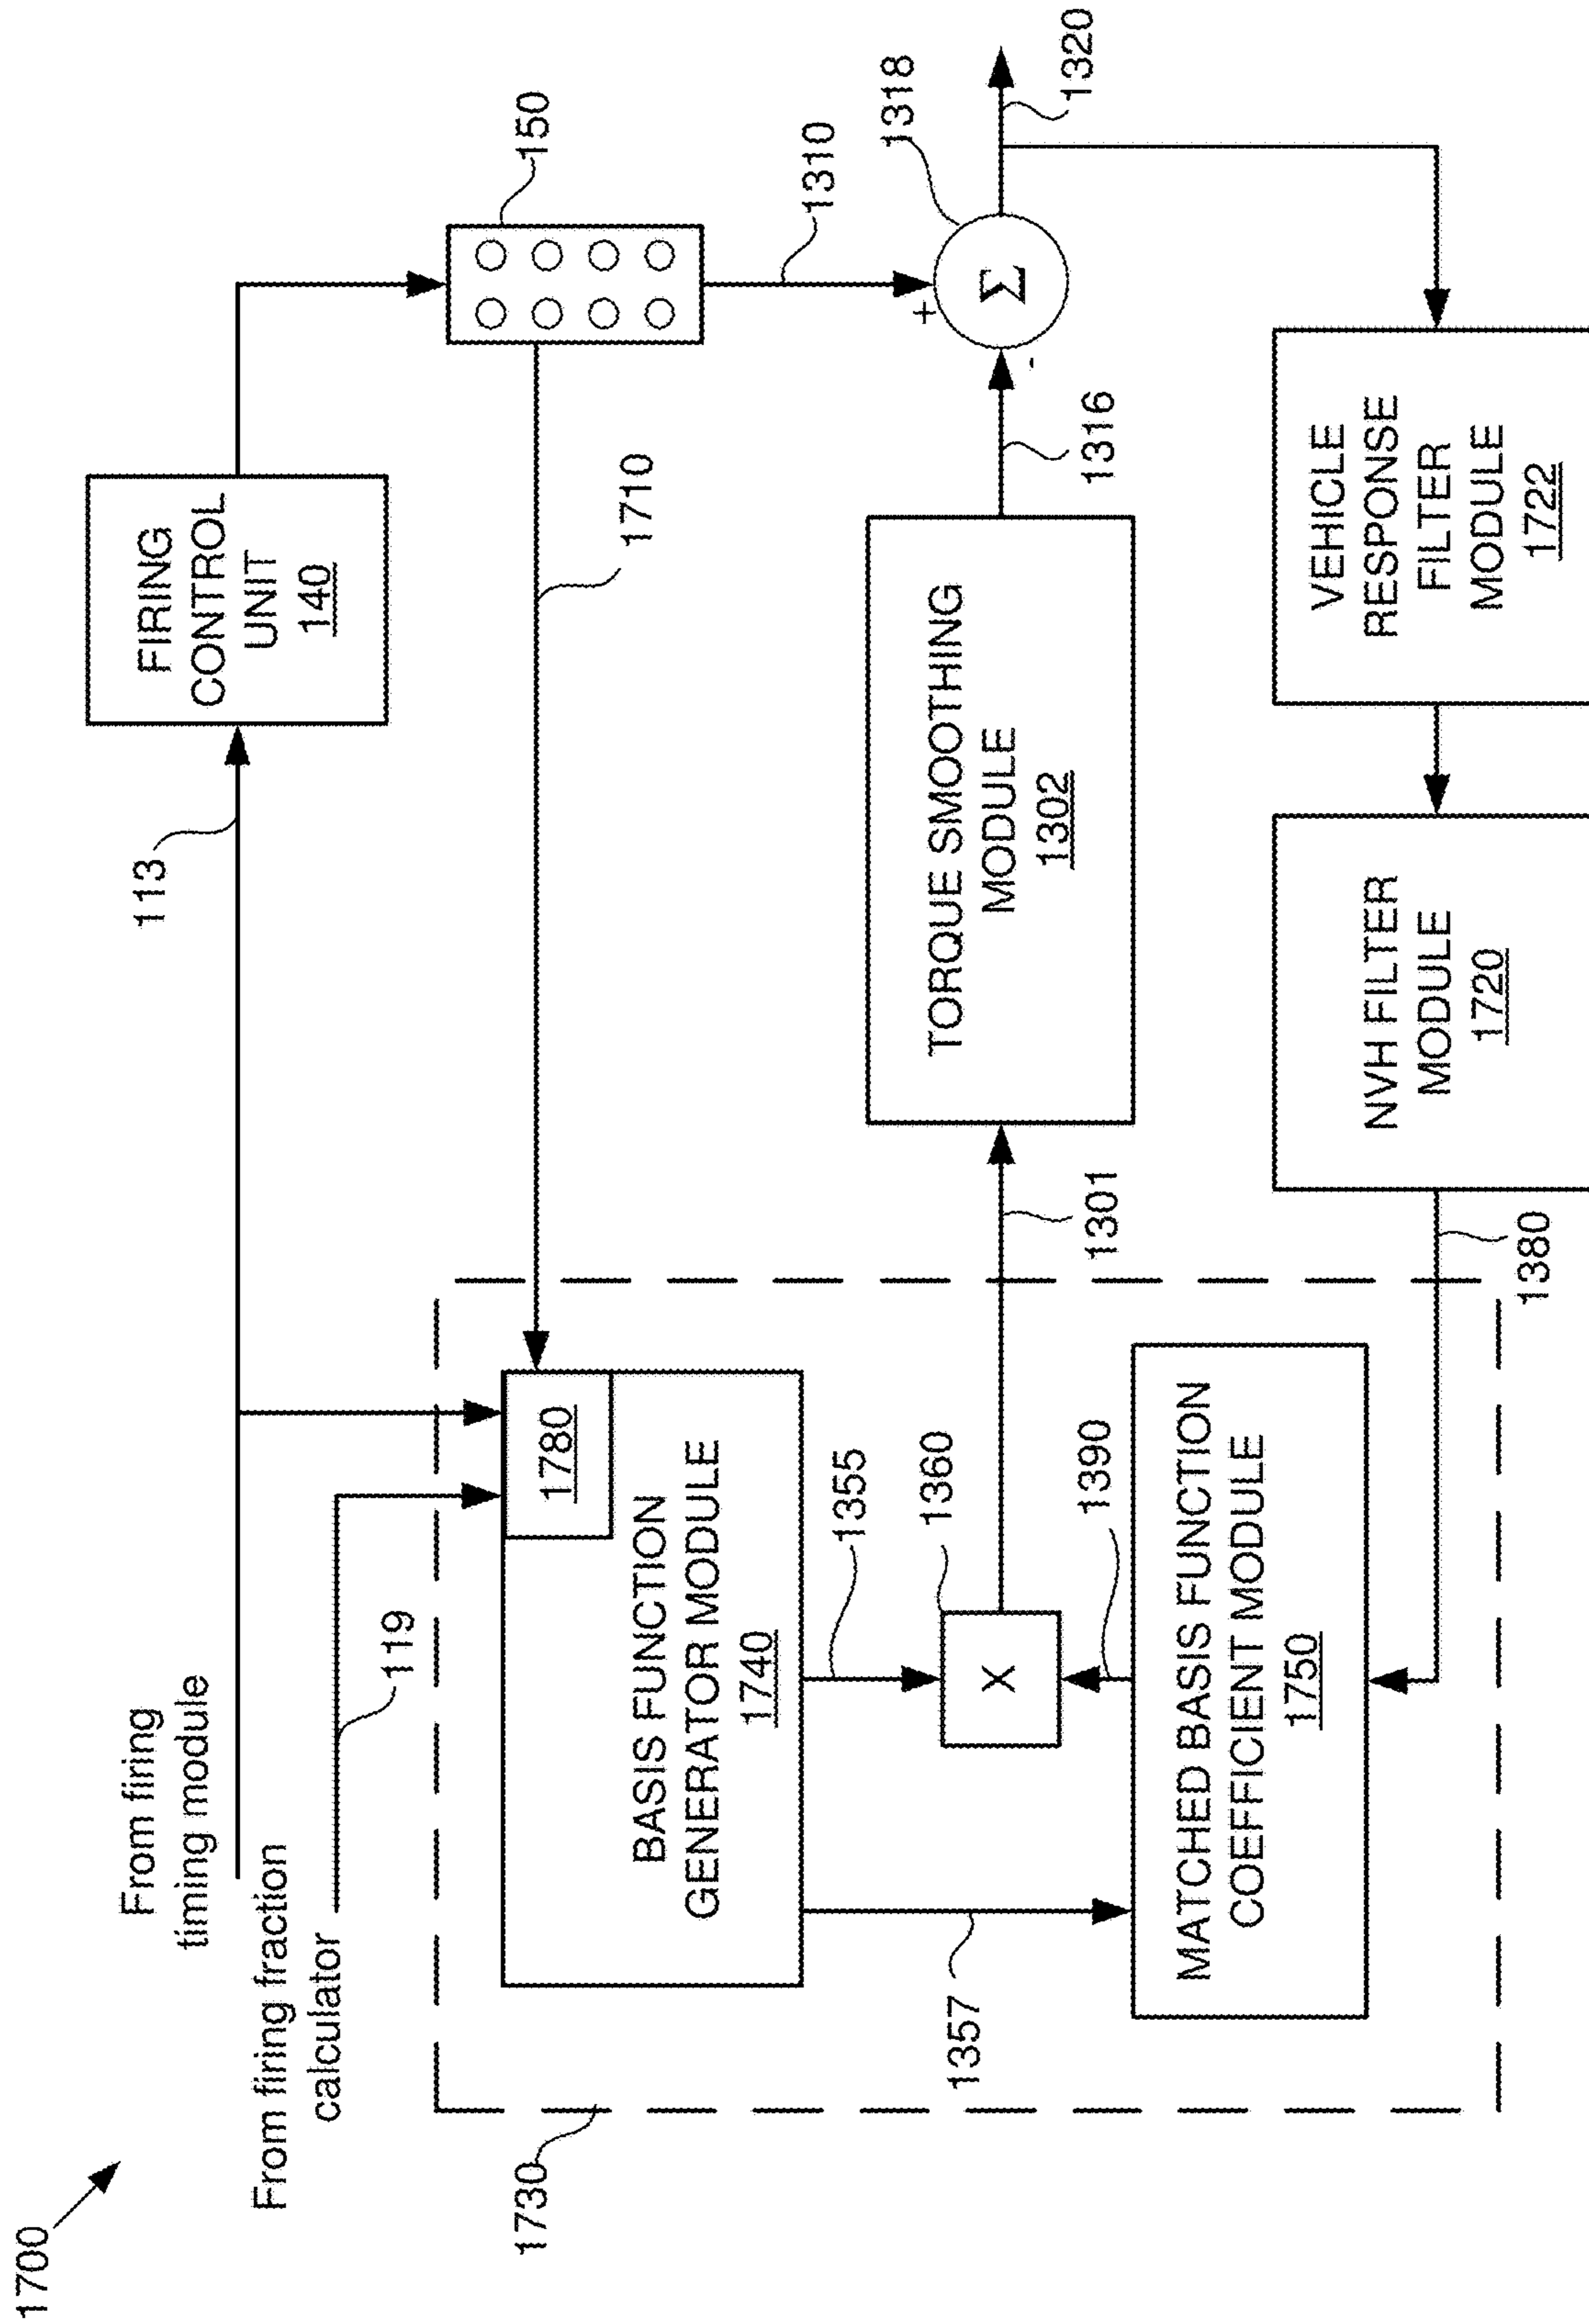 1700
From firing
timing module
From firing fraction
calculator
119
113
FIRING
CONTROL
UNIT
140
150
1710
1310
1730
1780
BASIS FUNCTION
GENERATOR MODULE
1740
1355
1357
1360
X
1390
MATCHED BASIS FUNCTION
COEFFICIENT MODULE
1750
1301
TORQUE SMOOTHING
MODULE
1302
1316
+
-
Σ
1318
1320
VEHICLE
RESPONSE
FILTER
MODULE
1722
NVH FILTER
MODULE
1720
1380